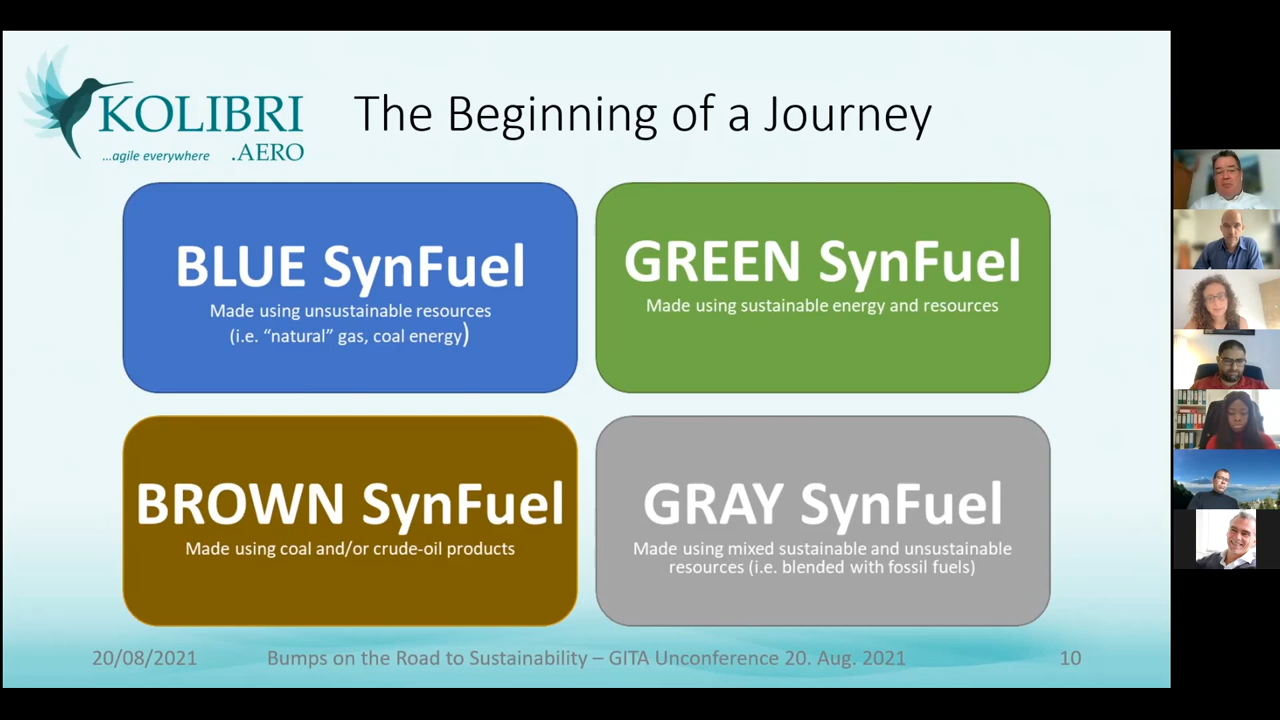 KOLIBRI
...agile everywhere .AERO
The Beginning of a Journey
BLUE SynFuel
Made using unsustainable resources
(i.e. “natural” gas, coal energy)
GREEN SynFuel
Made using sustainable energy and resources
BROWN SynFuel
Made using coal and/or crude-oil products
GRAY SynFuel
Made using mixed sustainable and unsustainable
resources (i.e. blended with fossil fuels)
20/08/2021
Bumps on the Road to Sustainability – GITA Unconference 20. Aug. 2021
10